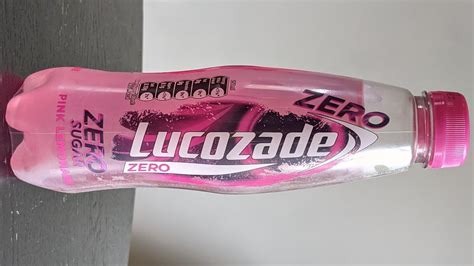 ZERO
Lucozade
ZERO
ZERO
SUGAR
PINK LEMONADE